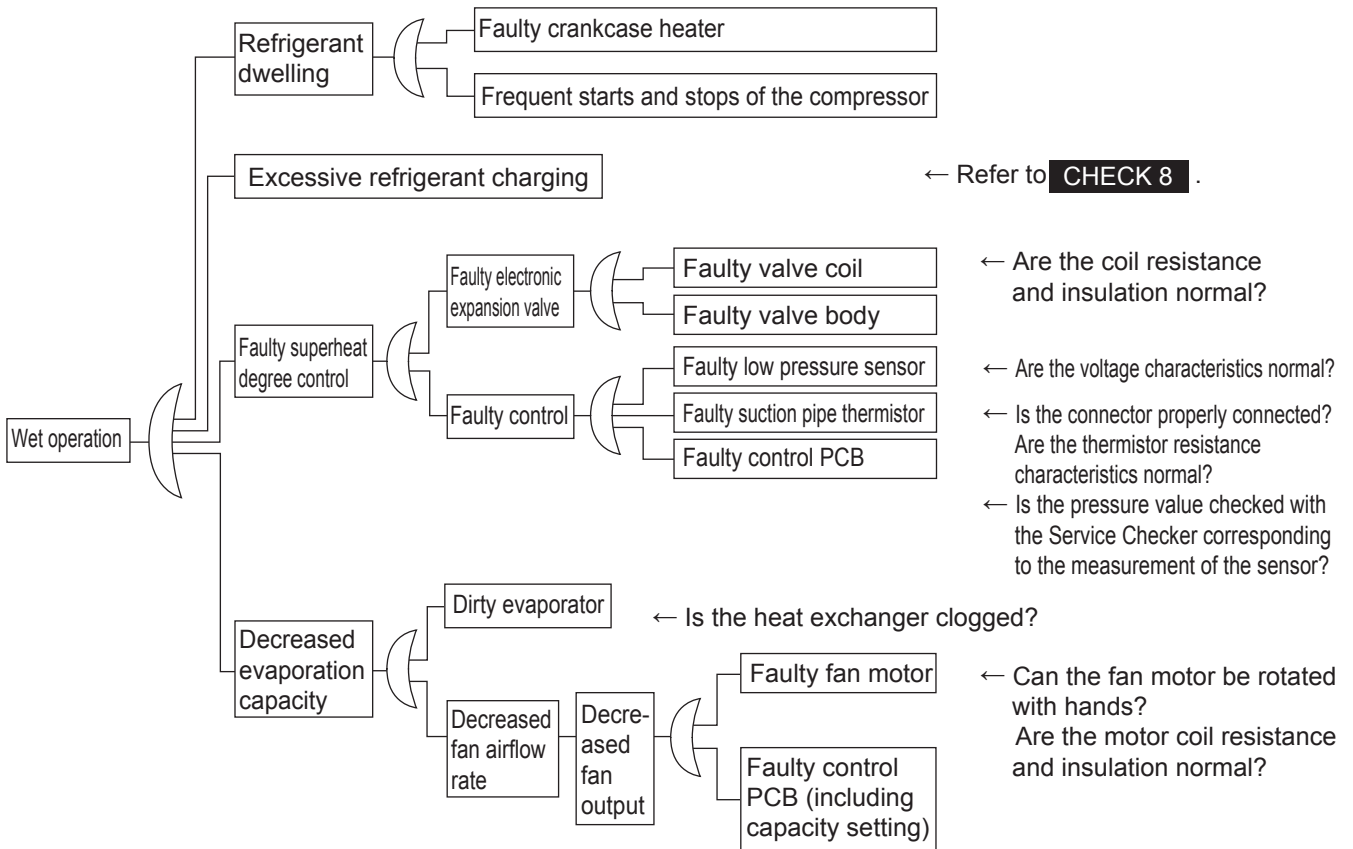 Refrigerant
dwelling
Faulty crankcase heater
Frequent starts and stops of the compressor
Excessive refrigerant charging
← Refer to CHECK 8 .
Wet operation
Faulty superheat
degree control
Faulty electronic
expansion valve
Faulty valve coil
← Are the coil resistance
and insulation normal?
Faulty valve body
Faulty control
Faulty low pressure sensor
← Are the voltage characteristics normal?
Faulty suction pipe thermistor
← Is the connector properly connected?
Are the thermistor resistance
characteristics normal?
Faulty control PCB
← Is the pressure value checked with
the Service Checker corresponding
to the measurement of the sensor?
Decreased
evaporation
capacity
Dirty evaporator
← Is the heat exchanger clogged?
Decreased
fan airflow
rate
Decre-
ased
fan
output
Faulty fan motor
← Can the fan motor be rotated
with hands?
Are the motor coil resistance
and insulation normal?
Faulty control
PCB (including
capacity setting)